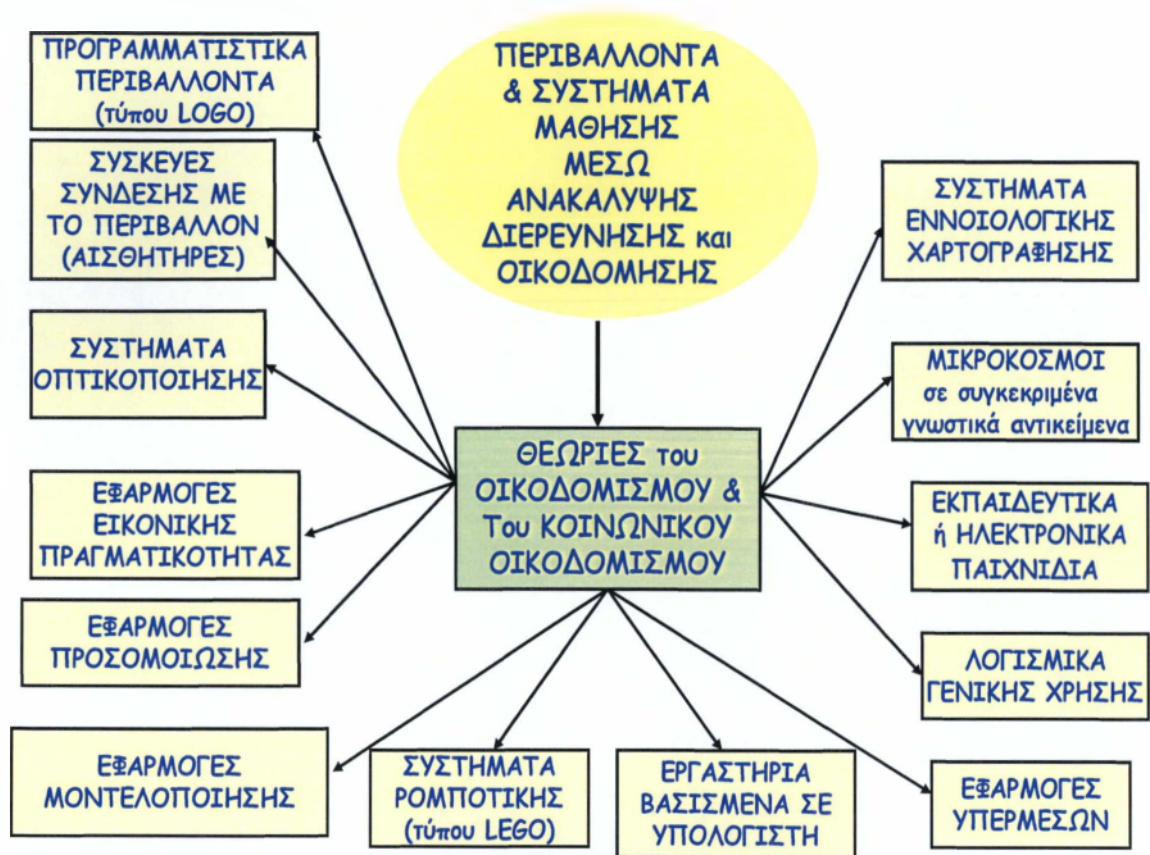 ΠΡΟΓΡΑΜΜΑΤΙΣΤΙΚΑ
ΠΕΡΙΒΑΛΛΟΝΤΑ
(τύπου LOGO)
ΣΥΣΚΕΥΕΣ
ΣΥΝΔΕΣΗΣ ΜΕ
ΤΟ ΠΕΡΙΒΑΛΛΟΝ
(ΑΙΣΘΗΤΗΡΕΣ)
ΣΥΣΤΗΜΑΤΑ
ΟΠΤΙΚΟΠΟΙΗΣΗΣ
ΕΦΑΡΜΟΓΕΣ
ΕΙΚΟΝΙΚΗΣ
ΠΡΑΓΜΑΤΙΚΟΤΗΤΑΣ
ΕΦΑΡΜΟΓΕΣ
ΠΡΟΣΟΜΟΙΩΣΗΣ
ΕΦΑΡΜΟΓΕΣ
ΜΟΝΤΕΛΟΠΟΙΗΣΗΣ
ΠΕΡΙΒΑΛΛΟΝΤΑ
& ΣΥΣΤΗΜΑΤΑ
ΜΑΘΗΣΗΣ
ΜΕΣΩ
ΑΝΑΚΑΛΥΨΗΣ
ΔΙΕΡΕΥΝΗΣΗΣ και
ΟΙΚΟΔΟΜΗΣΗΣ
ΘΕΩΡΙΕΣ του
ΟΙΚΟΔΟΜΙΣΜΟΥ &
Του ΚΟΙΝΩΝΙΚΟΥ
ΟΙΚΟΔΟΜΙΣΜΟΥ
ΣΥΣΤΗΜΑΤΑ
ΡΟΜΠΟΤΙΚΗΣ
(τύπου LEGO)
ΕΡΓΑΣΤΗΡΙΑ
ΒΑΣΙΣΜΕΝΑ ΣΕ
ΥΠΟΛΟΓΙΣΤΗ
ΣΥΣΤΗΜΑΤΑ
ΕΝΝΟΙΟΛΟΓΙΚΗΣ
ΧΑΡΤΟΓΡΑΦΗΣΗΣ
ΜΙΚΡΟΚΟΣΜΟΙ
σε συγκεκριμένα
γνωστικά αντικείμενα
ΕΚΠΑΙΔΕΥΤΙΚΑ
ή ΗΛΕΚΤΡΟΝΙΚΑ
ΠΑΙΧΝΙΔΙΑ
ΛΟΓΙΣΜΙΚΑ
ΓΕΝΙΚΗΣ ΧΡΗΣΗΣ
ΕΦΑΡΜΟΓΕΣ
ΥΠΕΡΜΕΣΩΝ